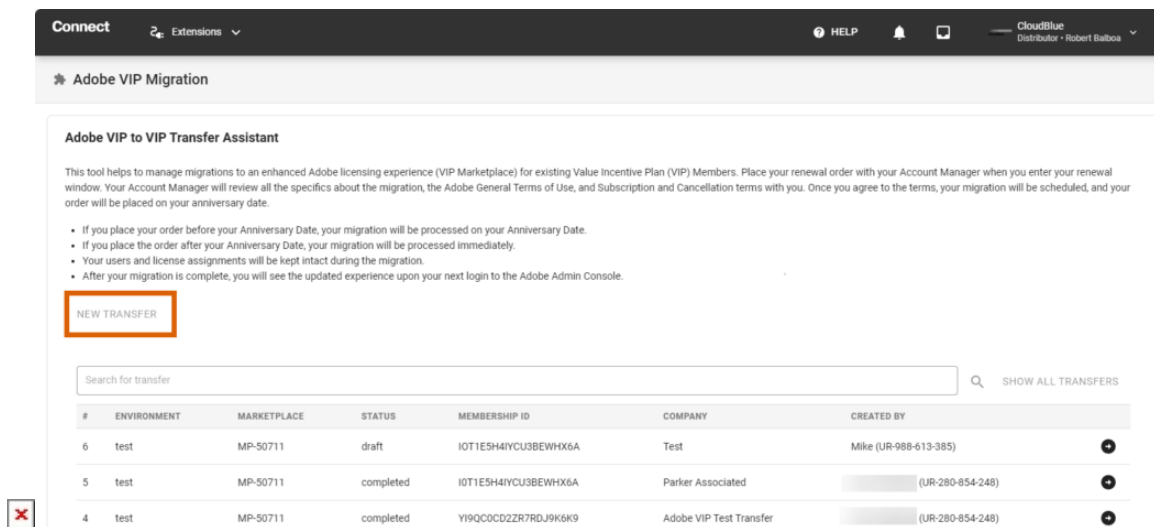 Connect Extensions HELP CloudBlue
Distributor • Robert Balboa
Adobe VIP Migration
Adobe VIP to VIP Transfer Assistant
This tool helps to manage migrations to an enhanced Adobe licensing experience (VIP Marketplace) for existing Value Incentive Plan (VIP) Members. Place your renewal order with your Account Manager when you enter your renewal
window. Your Account Manager will review all the specifics about the migration, the Adobe General Terms of Use, and Subscription and Cancellation terms with you. Once you agree to the terms, your migration will be scheduled, and your
order will be placed on your anniversary date.
• If you place your order before your Anniversary Date, your migration will be processed on your Anniversary Date.
• If you place the order after your Anniversary Date, your migration will be processed immediately.
• Your users and license assignments will be kept intact during the migration.
• After your migration is complete, you will see the updated experience upon your next login to the Adobe Admin Console.
NEW TRANSFER
Search for transfer SHOW ALL TRANSFERS
# ENVIRONMENT MARKETPLACE STATUS MEMBERSHIP ID COMPANY CREATED BY
6 test MP-50711 draft IOT1E5H4IYCU3BEWHX6A Test Mike (UR-988-613-385)
5 test MP-50711 completed I0T1E5H4IYCU3BEWHX6A Parker Associated (UR-280-854-248)
4 test MP-50711 completed YI9QC0CD2ZR7RDJ9K6K9 Adobe VIP Test Transfer (UR-280-854-248)